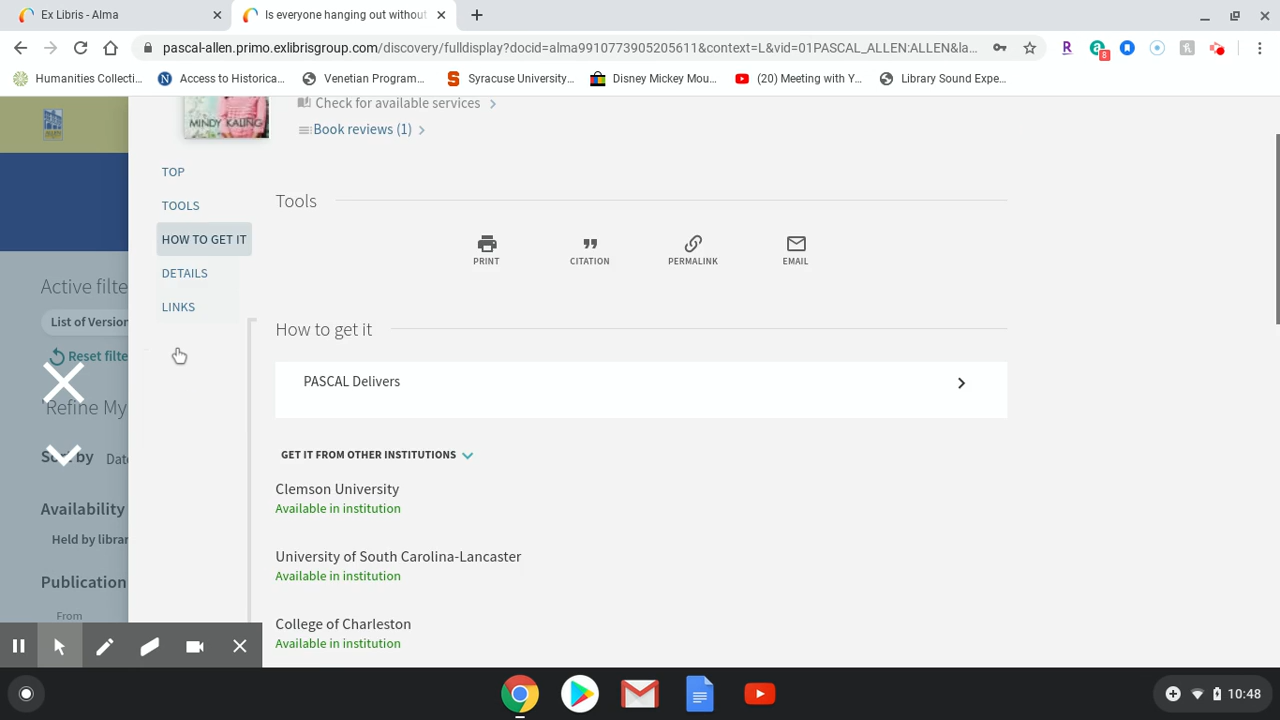 Ex Libris - Alma
Is everyone hanging out without
pascal-allen.primo.exlibrisgroup.com/discovery/fulldisplay?docid=alma9910773905205611&context=L&vid=01PASCAL_ALLEN:ALLEN&la...
8
Humanities Collecti...
Access to Historica...
Venetian Program...
Syracuse University...
Disney Mickey Mou...
(20) Meeting with Y...
Library Sound Expe...
MINDY KALING
Check for available services
Book reviews (1)
TOP
TOOLS
HOW TO GET IT
DETAILS
LINKS
Tools
PRINT
CITATION
PERMALINK
EMAIL
How to get it
PASCAL Delivers
GET IT FROM OTHER INSTITUTIONS
Clemson University
Available in institution
University of South Carolina-Lancaster
Available in institution
College of Charleston
Available in institution
Active filte
List of Version
Reset filte
Refine My
Sort by Date
Availability
Held by librar
Publication
From
10:48